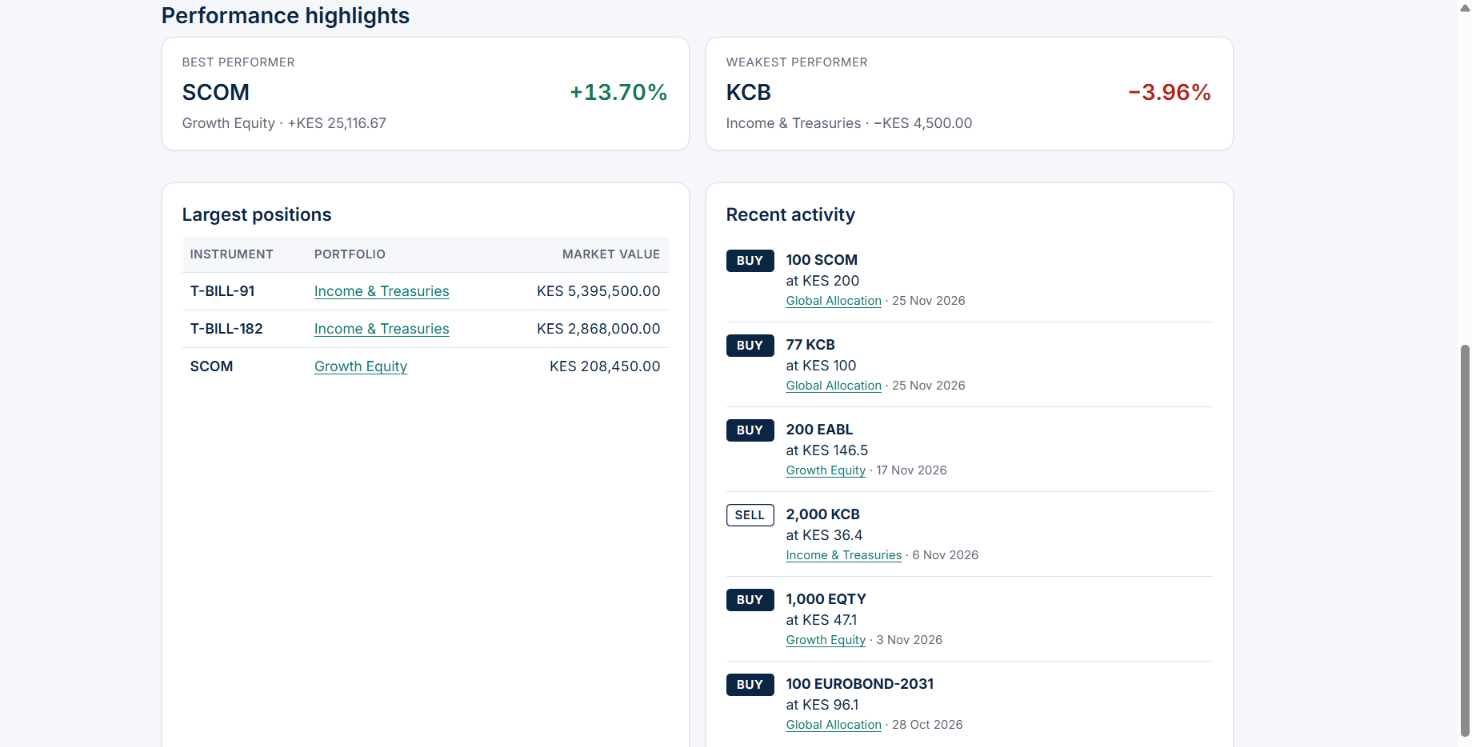 Performance highlights
BEST PERFORMER
SCOM +13.70%
Growth Equity · +KES 25,116.67
WEAKEST PERFORMER
KCB −3.96%
Income & Treasuries · −KES 4,500.00
Largest positions
INSTRUMENT PORTFOLIO MARKET VALUE
T-BILL-91 Income & Treasuries KES 5,395,500.00
T-BILL-182 Income & Treasuries KES 2,868,000.00
SCOM Growth Equity KES 208,450.00
Recent activity
BUY 100 SCOM
at KES 200
Global Allocation · 25 Nov 2026
BUY 77 KCB
at KES 100
Global Allocation · 25 Nov 2026
BUY 200 EABL
at KES 146.5
Growth Equity · 17 Nov 2026
SELL 2,000 KCB
at KES 36.4
Income & Treasuries · 6 Nov 2026
BUY 1,000 EQTY
at KES 47.1
Growth Equity · 3 Nov 2026
BUY 100 EUROBOND-2031
at KES 96.1
Global Allocation · 28 Oct 2026